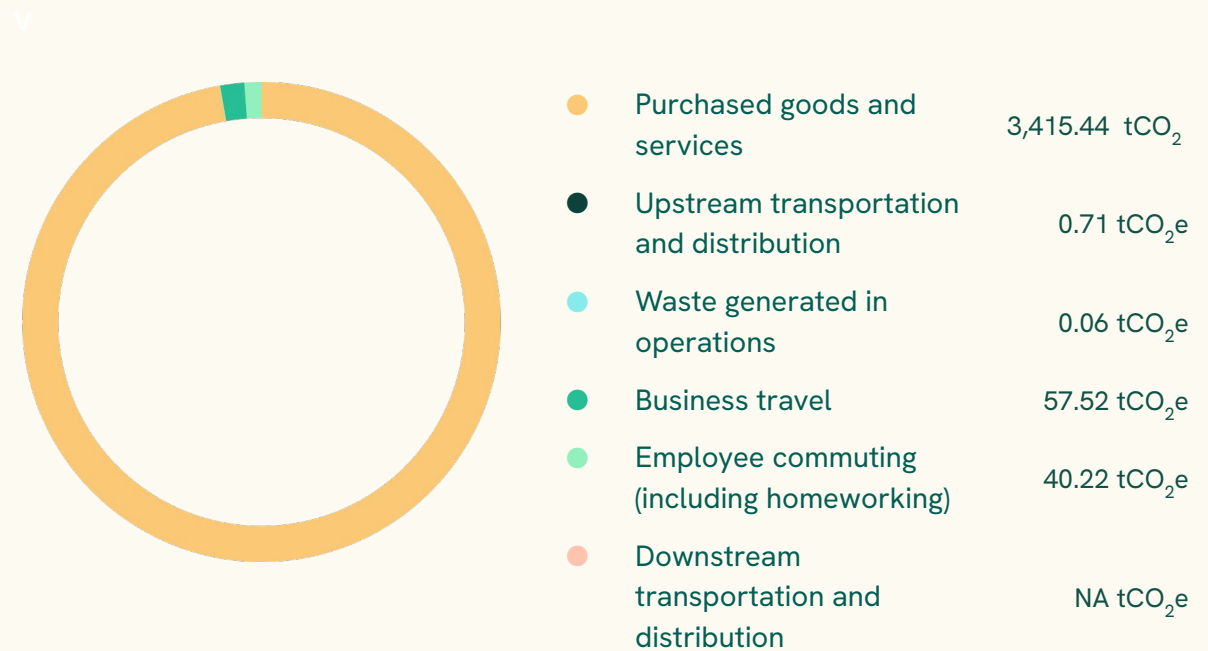 V
Purchased goods and
services
3,415.44 tCO₂
Upstream transportation
and distribution
0.71 tCO₂e
Waste generated in
operations
0.06 tCO₂e
Business travel
57.52 tCO₂e
Employee commuting
(including homeworking)
40.22 tCO₂e
Downstream
transportation and
distribution
NA tCO₂e